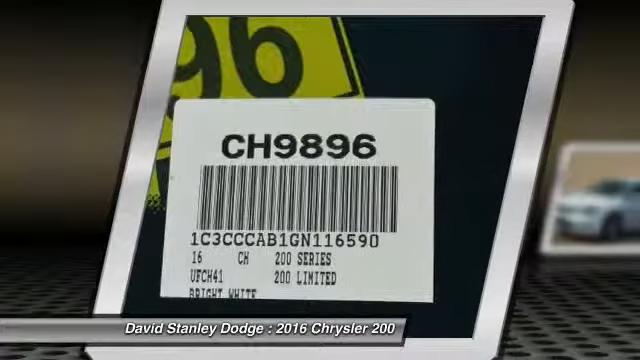 96
CH9896
1C3CCCAB1GN116590
16 CH 200 SERIES
UFCH41 200 LIMITED
BRIGHT WHITE
David Stanley Dodge : 2016 Chrysler 200